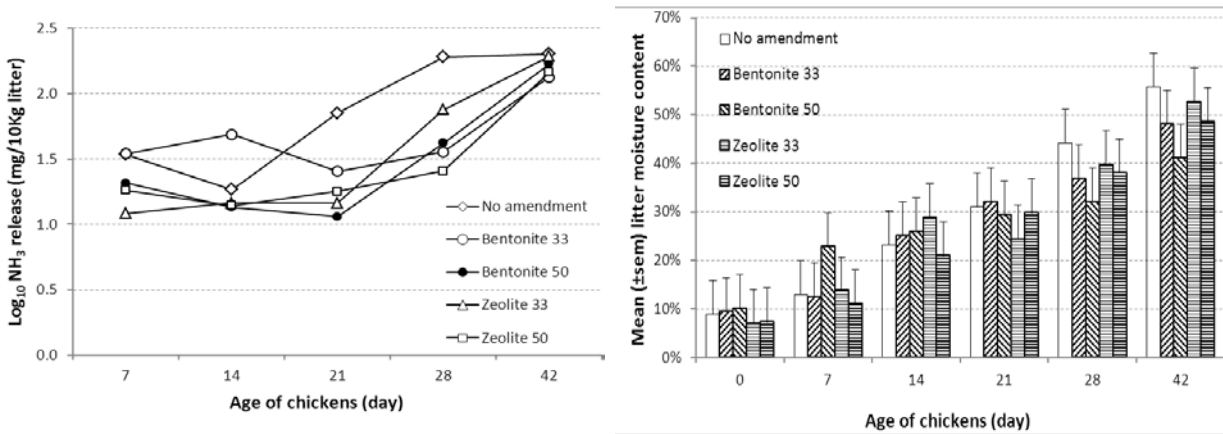 2.5
2.0
1.5
1.0
2.5
0.0
Log10 NH3 release (mg/10Kg litter)
No amendment
Bentonite 33
Bentonite 50
Zeolite 33
Zeolite 50
7 14 21 28 42
Age of chickens (day)
70%
60%
50%
40%
30%
20%
10%
0%
Mean (±sem) litter moisture content
No amendment
Bentonite 33
Bentonite 50
Zeolite 33
Zeolite 50
0 7 14 21 28 42
Age of chickens (day)